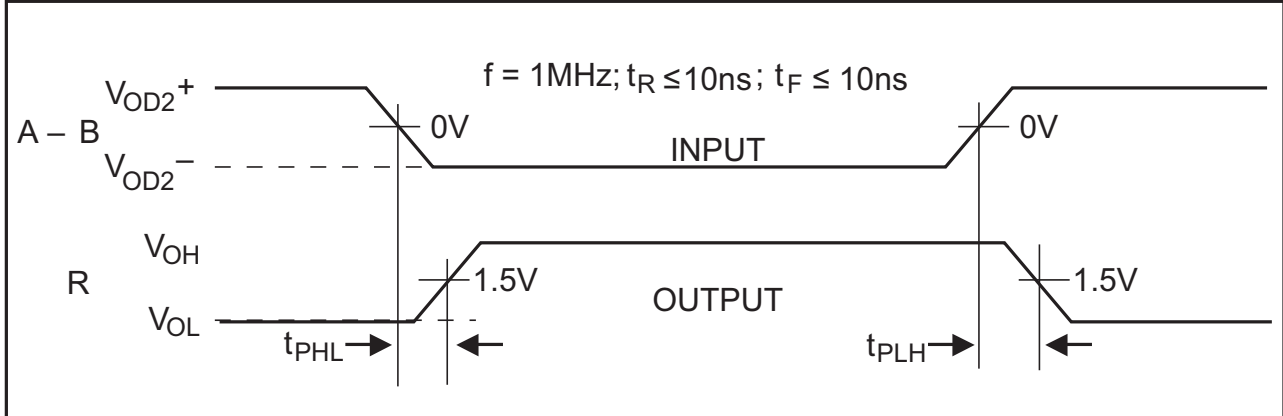 f = 1MHz; tR ≤10ns; tF ≤ 10ns
VOD2+
A – B
0V
0V
INPUT
VOD2–
VOH
R
1.5V
1.5V
OUTPUT
VOL
tPHL
tPLH